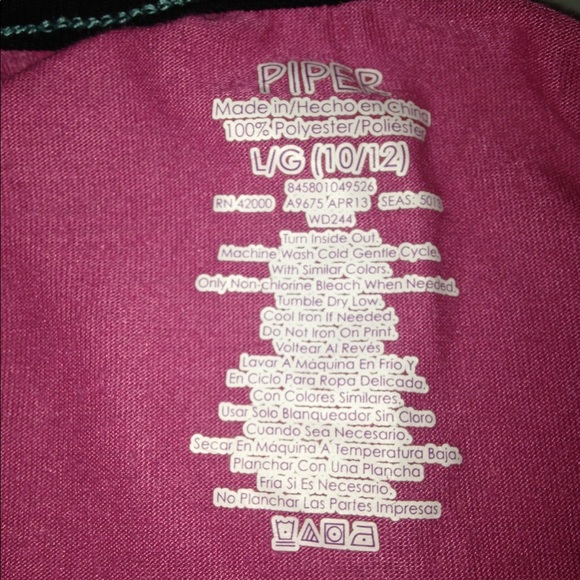 PIPER
Made in/Hecho en China
100% Polyester/Poliéster
L/G (10/12)
845801049526
RN 42000 A9675 APR13 SEAS:
WD244
Turn Inside Out.
Machine Wash Cold Gentle Cycle.
With Similar Colors.
Only Non-chlorine Bleach When Needed.
Tumble Dry Low.
Cool Iron If Needed.
Do Not Iron On Print.
Voltear Al Revés
Lavar A Máquina En Frío Y
En Ciclo Para Ropa Delicada.
Con Colores Similares.
Usar Solo Blanqueador Sin Cloro
Cuando Sea Necesario.
Secar En Máquina A Temperatura Baja.
Planchar Con Una Plancha
Fria Si Es Necesario.
No Planchar Las Partes Impresas